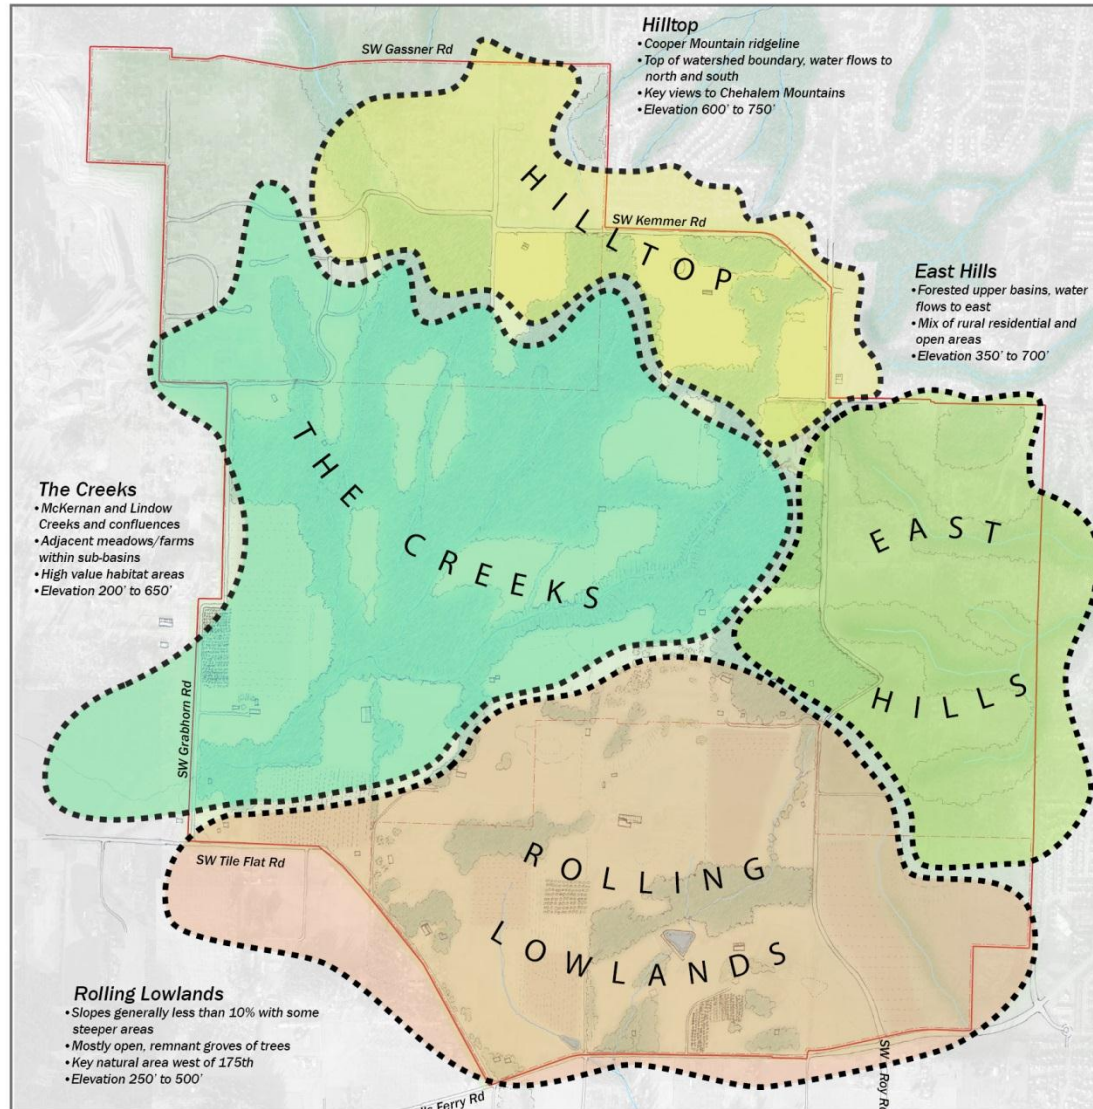 Hilltop
•Cooper Mountain ridgeline
•Top of watershed boundary, water flows to
north and south
•Key views to Chehalem Mountains
•Elevation 600' to 750'
SW Gassner Rd
HILLTOP
SW Kemmer Rd
East Hills
•Forested upper basins, water
flows to east
•Mix of rural residential and
open areas
•Elevation 350' to 700'
The Creeks
•McKernan and Lindow
Creeks and confluences
•Adjacent meadows/farms
within sub-basins
•High value habitat areas
•Elevation 200' to 650'
THE CREEKS
EAST
HILLS
SW Grabhorn Rd
SW Tile Flat Rd
ROLLING
LOWLANDS
Rolling Lowlands
•Slopes generally less than 10% with some
steeper areas
•Mostly open, remnant groves of trees
•Key natural area west of 175th
•Elevation 250' to 500'
Ferry Rd
SW Roy